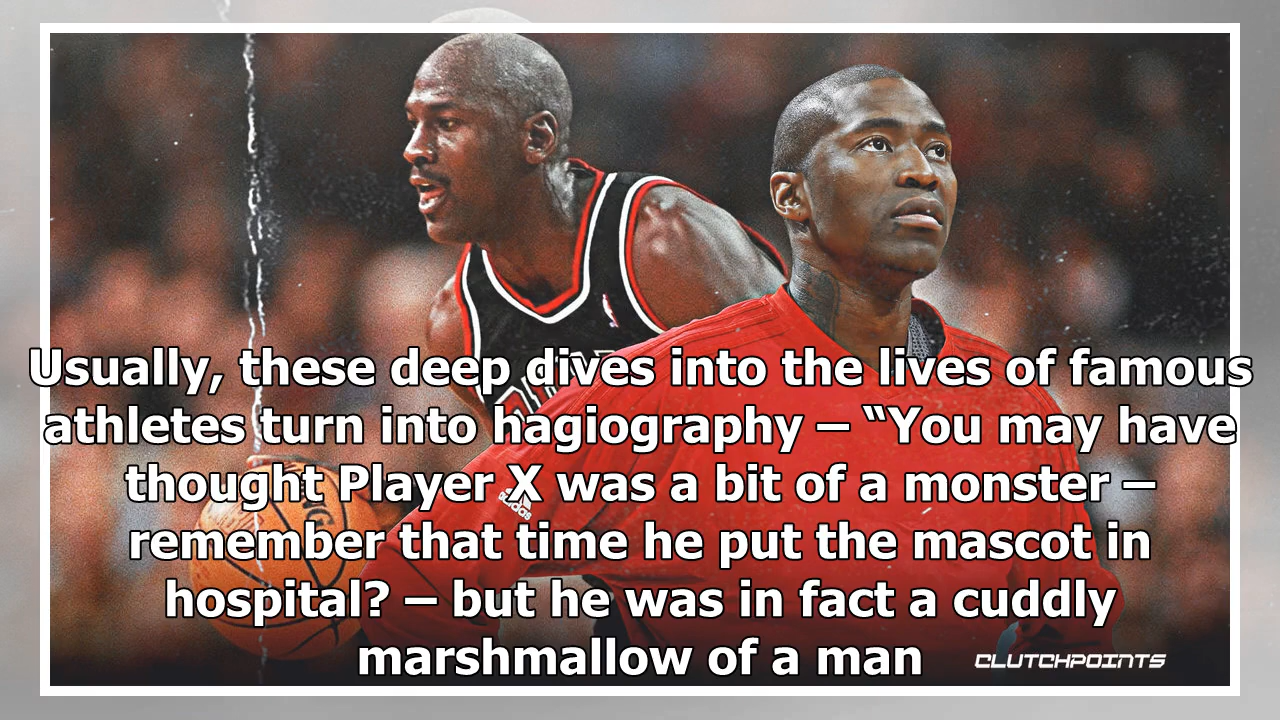 Usually, these deep dives into the lives of famous
athletes turn into hagiography – “You may have
thought Player X was a bit of a monster –
remember that time he put the mascot in
hospital? – but he was in fact a cuddly
marshmallow of a man
adidas
CLUTCHPOINTS